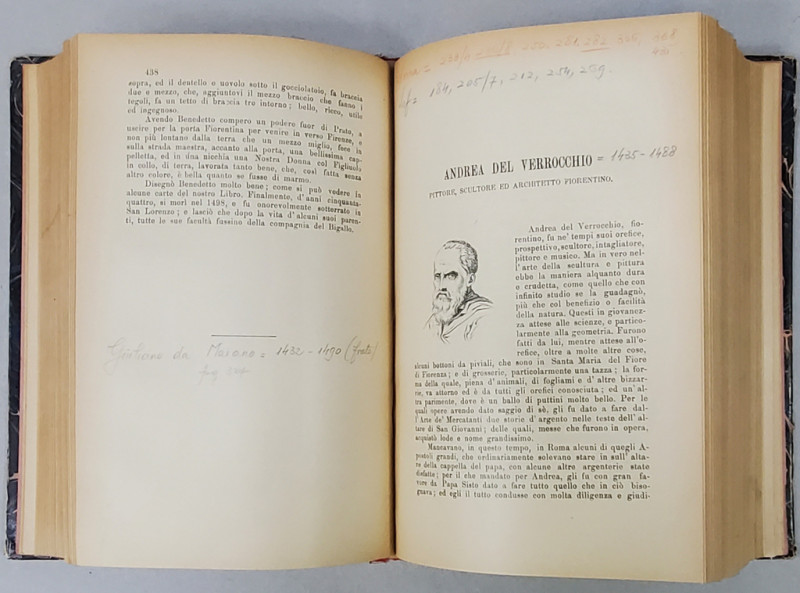 438
sopra, ed il dentello e novolo sotto il gocciolatoio, fa braccia
due e mezzo, che, aggiuntovi il mezzo braccio che fanno i
tegoli, fa un tetto di braccia tre intorno; bello, ricco, utile
ed ingegnoso.
Avendo Benedetto compero un podere fuor di Prato, a
uscire per la porta Fiorentina per venire in verso Firenze, e
non più lontano dalla terra che un mezzo miglio, fece in
sulla strada maestra, accanto alla porta, una bellissima cap-
pelletta, ed in una nicchia una Nostra Donna col Figliuolo
in collo, di terra, lavorata tanto bene, che, così fatta senza
altro colore, è bella quanto se fusse di marmo.
Disegnò Benedetto molto bene; come si può vedere in
alcune carte del nostro Libro. Finalmente, d'anni cinquanta-
quattro, si morì nel 1498, e fu onorevolmente sotterrato in
San Lorenzo; e lasciò che dopo la vita d'alcuni suoi paren-
ti, tutte le sue facultà fussino della compagnia del Bigallo.
Giuliano da Maiano = 1432 – 1490 (frate)
252. 281. 282
184, 205/7, 212, 254, 259.
ANDREA DEL VERROCCHIO = 1435-1488
PITTORE, SCULTORE ED ARCHITETTO FIORENTINO.
Andrea del Verrocchio, fio-
rentino, fu ne' tempi suoi orefice,
prospettivo, scultore, intagliatore,
pittore e musico. Ma in vero nel-
l'arte della scultura e pittura
ebbe la maniera alquanto dura
e crudetta, come quello che con
infinito studio se la guadagnò,
più che col benefizio o facilità
della natura. Questi in giovanez-
za attese alle scienze, e partico-
larmente alla geometria. Furono
fatti da lui, mentre attese all'o-
refice, oltre a molte altre cose,
alcuni bottoni da piviali, che sono in Santa Maria del Fiore
di Fiorenza; e di grosserie, particolarmente una tazza; la for-
ma della quale, piena d'animali, di fogliami e d'altre bizzar-
rie, va attorno ed è da tutti gli orefici conosciuta; ed un'al-
tra parimente, dove è un ballo di puttini molto bello. Per le
quali opere avendo dato saggio di sè, gli fu dato a fare dal-
l'Arte de' Mercatanti due storie d'argento nelle teste dell'al-
tare di San Giovanni; delle quali, messe che furono in opera,
acquistò lode e nome grandissimo.
Mancavano, in questo tempo, in Roma alcuni di quegli A-
postoli grandi, che ordinariamente solevano stare in sull'alta-
re della cappella del papa, con alcune altre argenterie state
disfatte; per il che mandato per Andrea, gli fu con gran fa-
vore da Papa Sisto dato a fare tutto quello che in ciò biso-
gnava; ed egli il tutto condusse con molta diligenza e giudi-